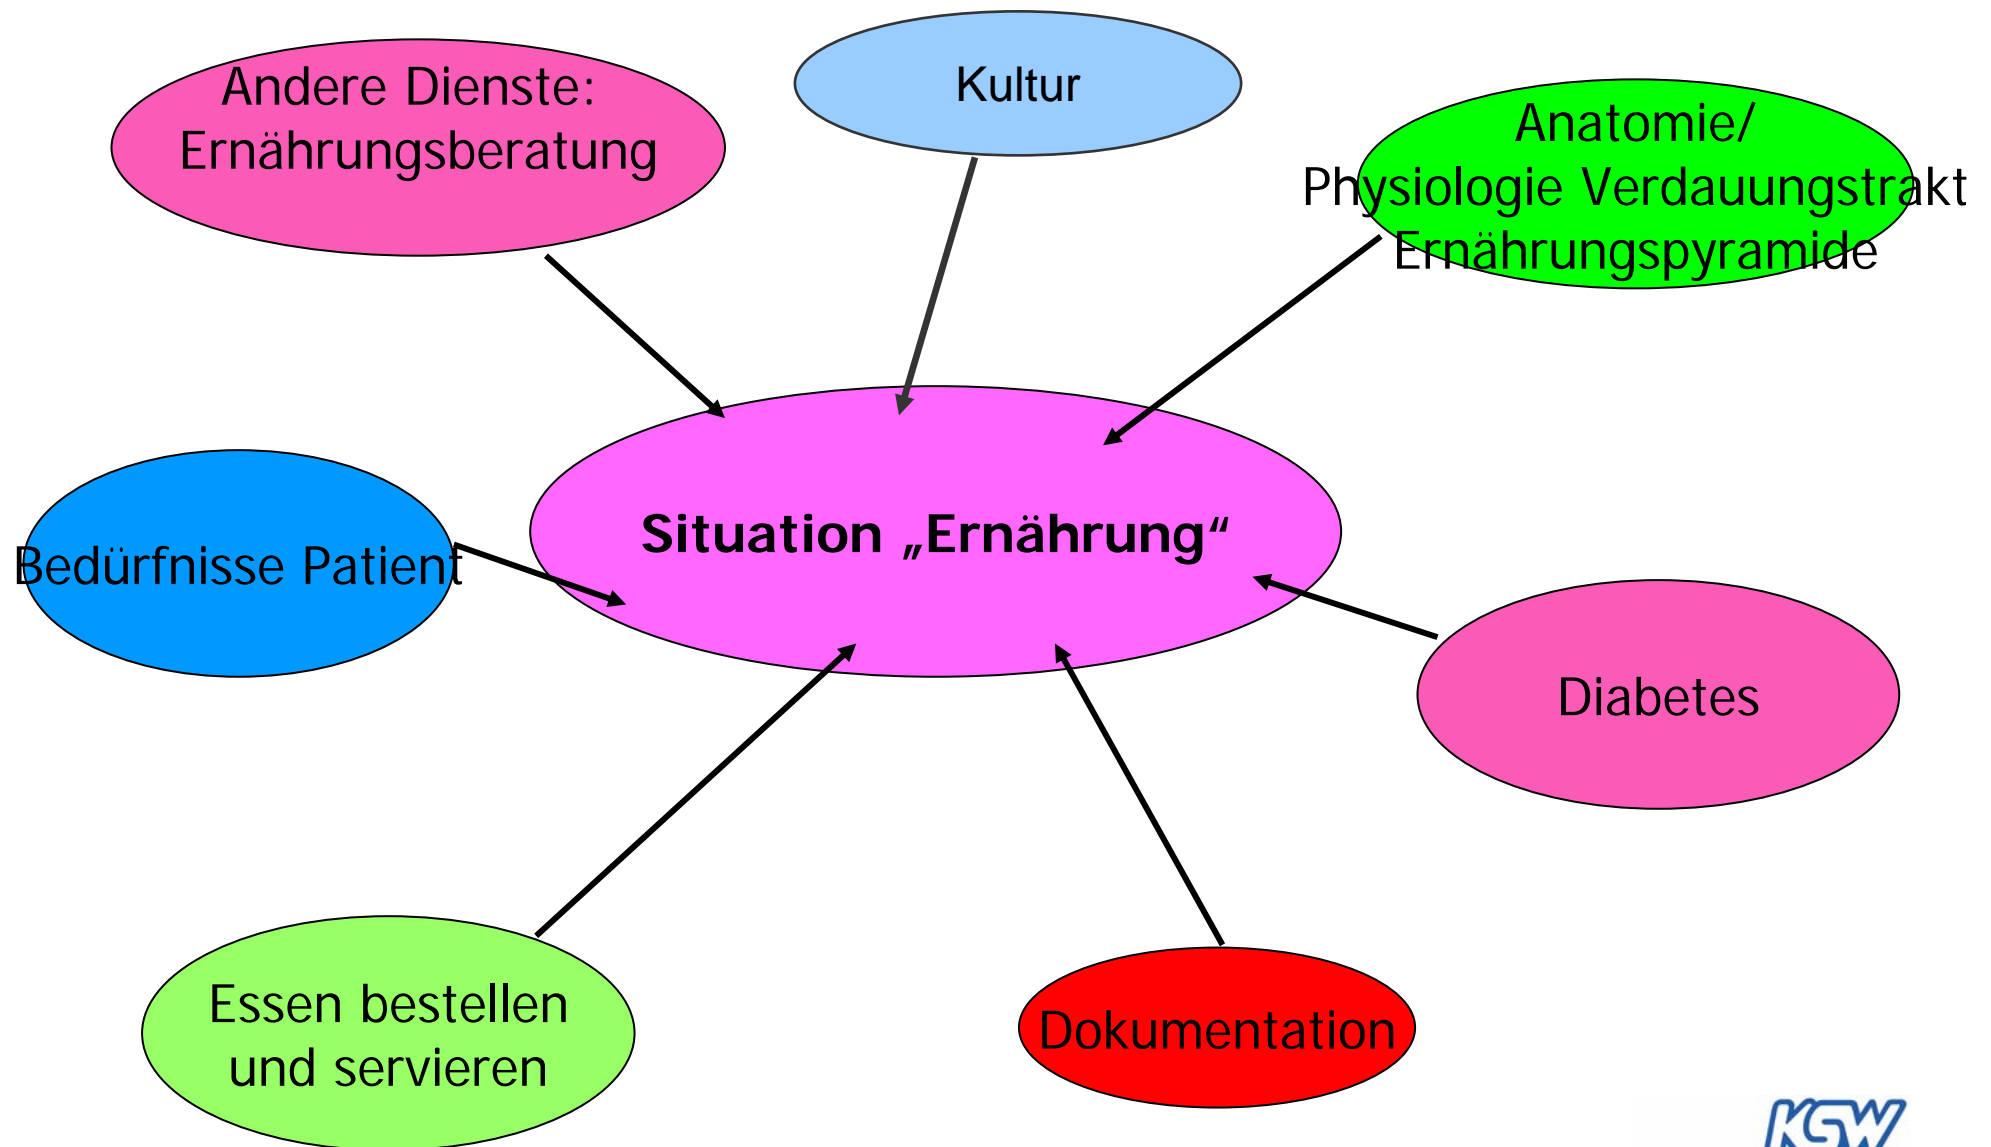 Andere Dienste:
Ernährungsberatung
Kultur
Anatomie/
Physiologie Verdauungstrakt
Ernährungspyramide
Situation „Ernährung“
Bedürfnisse Patient
Diabetes
Essen bestellen
und servieren
Dokumentation
KSW